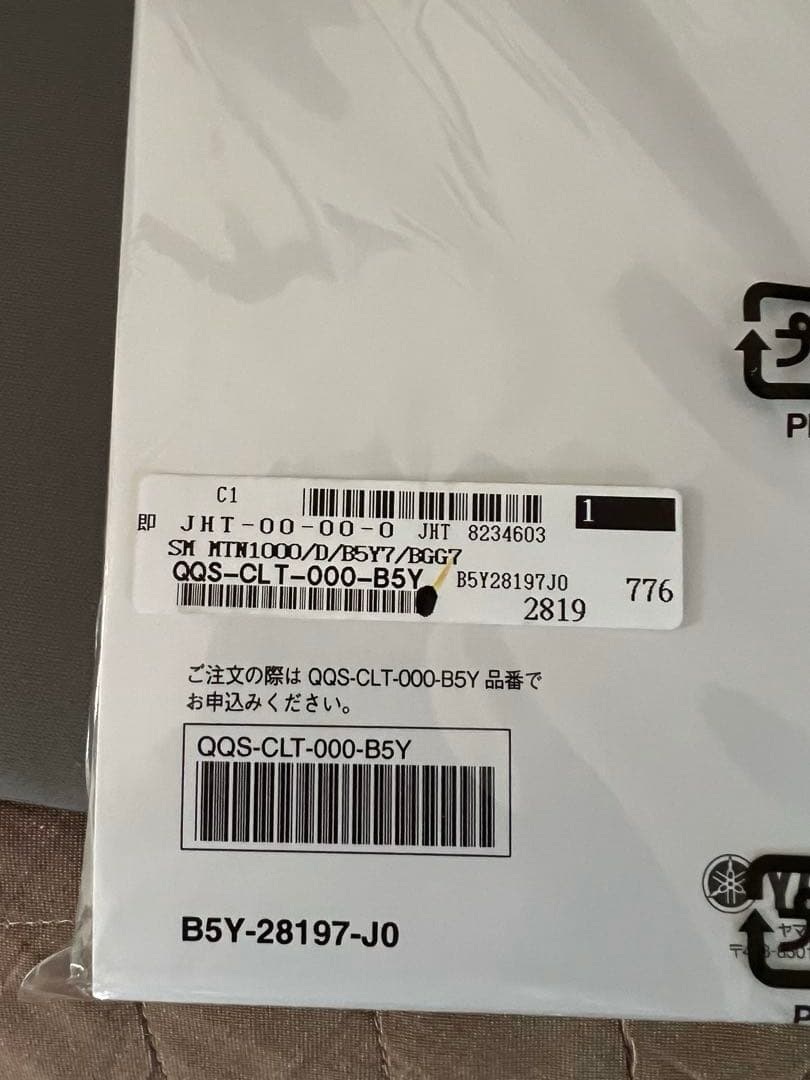 プ
C1
1
即 JHT-00-00-0 JHT 8234603
SM MTN1000/D/B5Y7/BGG7
QQS-CLT-000-B5Y B5Y28197J0 776
2819
ご注文の際は QQS-CLT-000-B5Y 品番で
お申込みください。
QQS-CLT-000-B5Y
B5Y-28197-J0